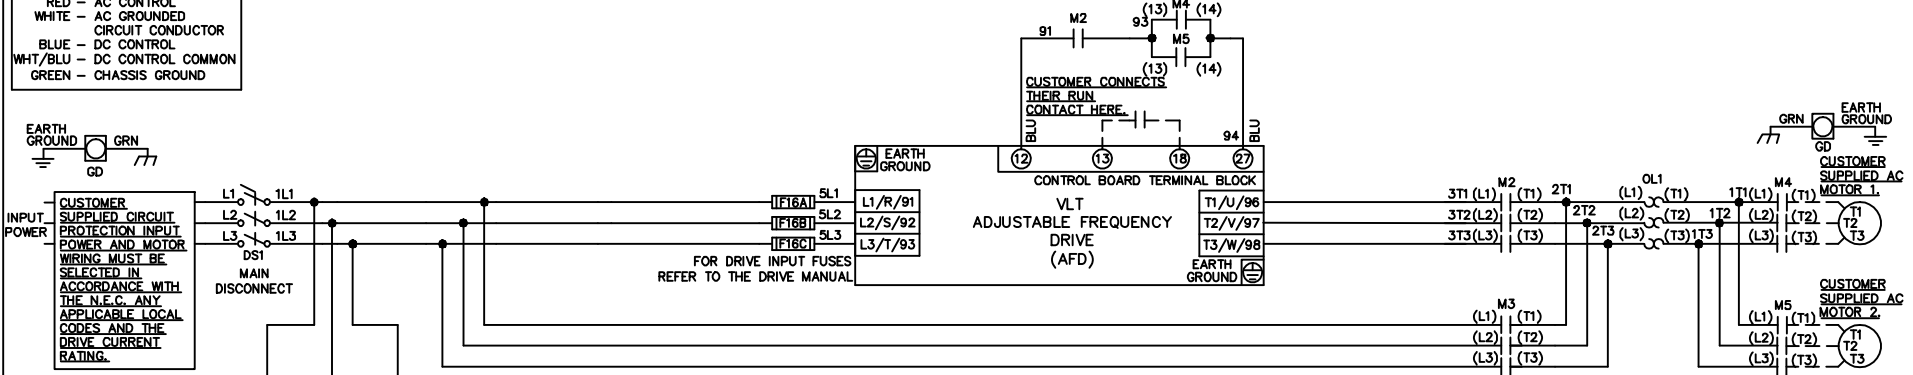 RED – AC CONTROL
WHITE – AC GROUNDED
CIRCUIT CONDUCTOR
BLUE – DC CONTROL
WHT/BLU – DC CONTROL COMMON
GREEN – CHASSIS GROUND
EARTH
GROUND
GRN
GD
INPUT
POWER
CUSTOMER
SUPPLIED CIRCUIT
PROTECTION INPUT
POWER AND MOTOR
WIRING MUST BE
SELECTED IN
ACCORDANCE WITH
THE N.E.C. ANY
APPLICABLE LOCAL
CODES AND THE
DRIVE CURRENT
RATING.
L1 1L1
L2 1L2
L3 1L3
DS1
MAIN
DISCONNECT
1F16A 5L1
1F16B 5L2
1F16C 5L3
FOR DRIVE INPUT FUSES
REFER TO THE DRIVE MANUAL
91 M2 93
(13) M4 (14)
M5
(13) (14)
CUSTOMER CONNECTS
THEIR RUN
CONTACT HERE.
BLU
94 BLU
EARTH
GROUND
12 13 18 27
CONTROL BOARD TERMINAL BLOCK
L1/R/91
L2/S/92
L3/T/93
VLT
ADJUSTABLE FREQUENCY
DRIVE
(AFD)
T1/U/96
T2/V/97
T3/W/98
EARTH
GROUND
M2
3T1 (L1) (T1) 2T1
3T2 (L2) (T2) 2T2
3T3 (L3) (T3) 2T3
OL1
(L1) (T1) 1T1
(L2) (T2) 1T2
(L3) (T3) 1T3
M4
(L1) (T1)
(L2) (T2)
(L3) (T3)
GRN
EARTH
GROUND
GD
CUSTOMER
SUPPLIED AC
MOTOR 1.
T1
T2
T3
M3
(L1) (T1)
(L2) (T2)
(L3) (T3)
M5
(L1) (T1)
(L2) (T2)
(L3) (T3)
CUSTOMER
SUPPLIED AC
MOTOR 2.
T1
T2
T3